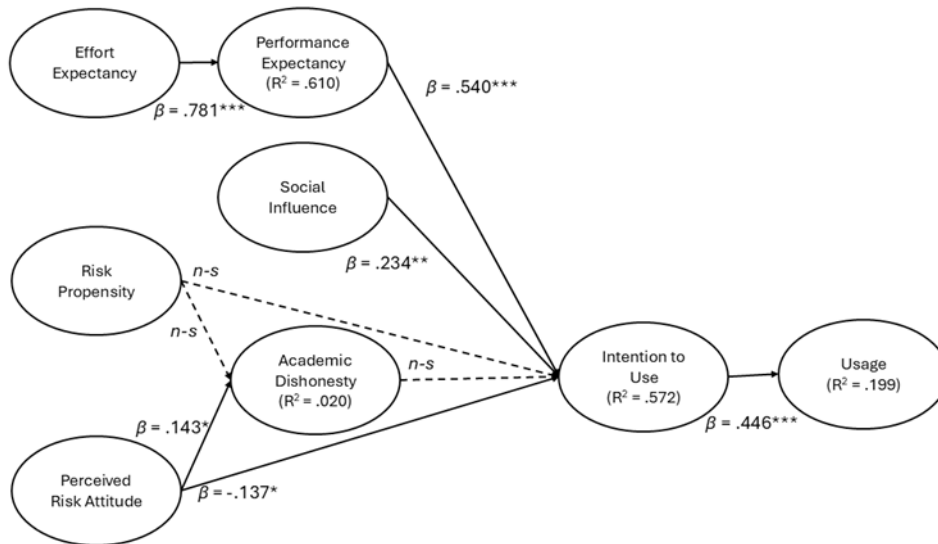 Effort
Expectancy
Performance
Expectancy
(R² = .610)
β = .781***
β = .540***
Social
Influence
β = .234**
Risk
Propensity
n-s
n-s
Academic
Dishonesty
(R² = .020)
n-s
Intention to
Use
(R² = .572)
Usage
(R² = .199)
β = .446***
β = .143*
Perceived
Risk Attitude
β = -.137*